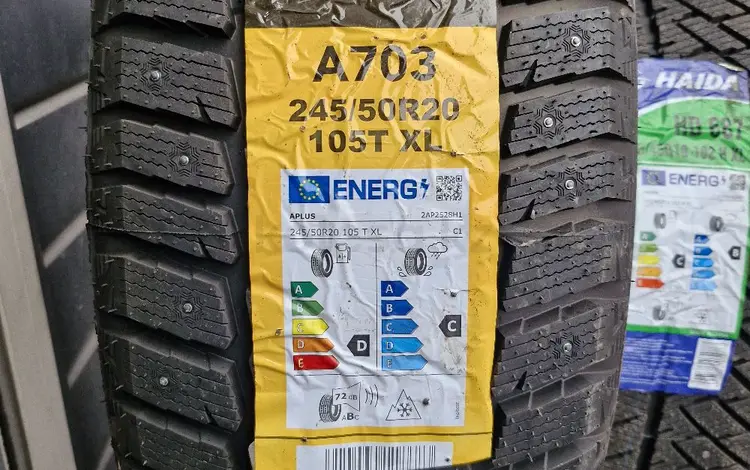 A703
245/50R20
105T XL
ENERG
APLUS 2AP2528H1
245/50R20 105 T XL C1
A A
B B
C C C
D D D
E E
72 dB
ABC
HAIDA
HD 687
ENERG